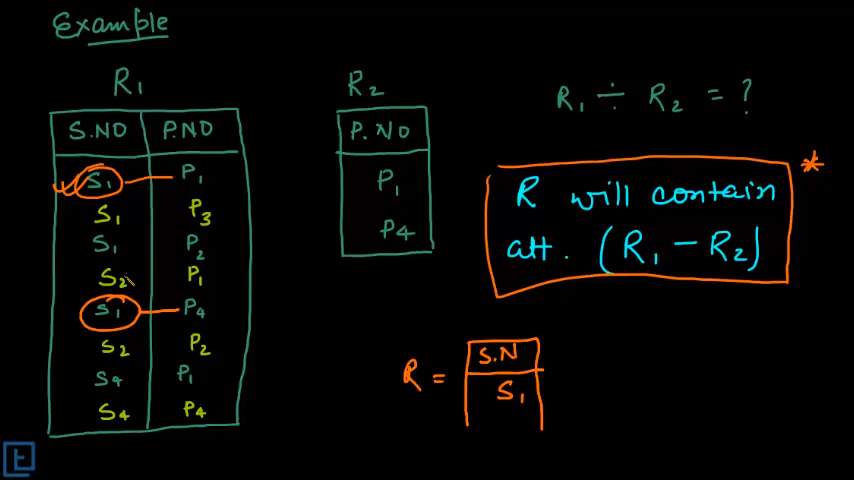 Example
R1
R2
R1 ÷ R2 = ?
S.NO P.NO
P.NO
S1 P1
S1 P3
S1 P2
S2 P1
S1 P4
S2 P2
S4 P1
S4 P4
P1
P4
*
R will contain
att. (R1 – R2)
R =
S.N
S1
t